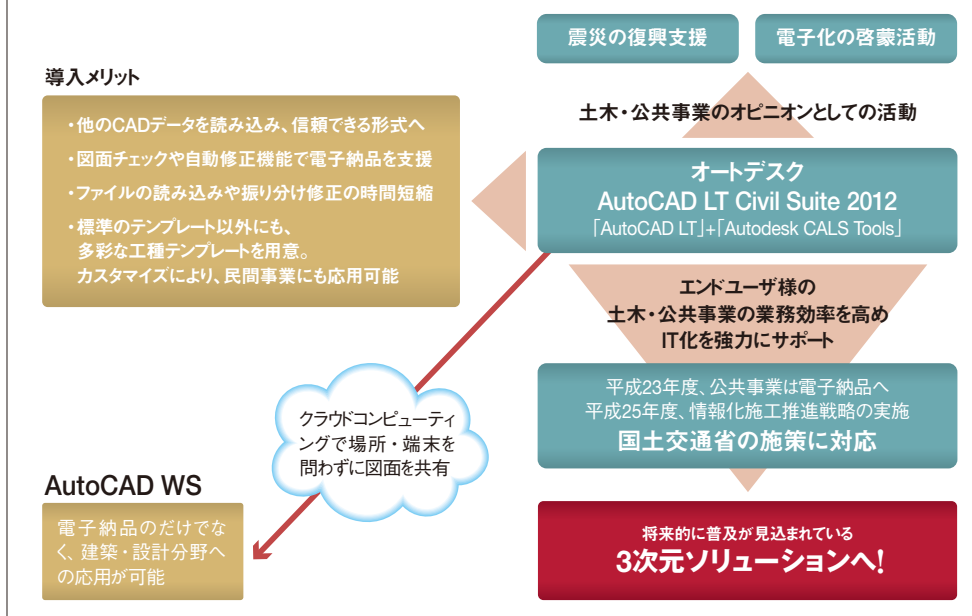 震災の復興支援
電子化の啓蒙活動
土木・公共事業のオピニオンとしての活動
導入メリット
・他のCADデータを読み込み、信頼できる形式へ
・図面チェックや自動修正機能で電子納品を支援
・ファイルの読み込みや振り分け修正の時間短縮
・標準のテンプレート以外にも、
多彩な工種テンプレートを用意。
カスタマイズにより、民間事業にも応用可能
オートデスク
AutoCAD LT Civil Suite 2012
「AutoCAD LT」+「Autodesk CALS Tools」
エンドユーザ様の
土木・公共事業の業務効率を高め
IT化を強力にサポート
平成23年度、公共事業は電子納品へ
平成25年度、情報化施工推進戦略の実施
国土交通省の施策に対応
クラウドコンピューティ
ングで場所・端末を
問わずに図面を共有
AutoCAD WS
電子納品のだけでな
く、建築・設計分野へ
の応用が可能
将来的に普及が見込まれている
3次元ソリューションへ!